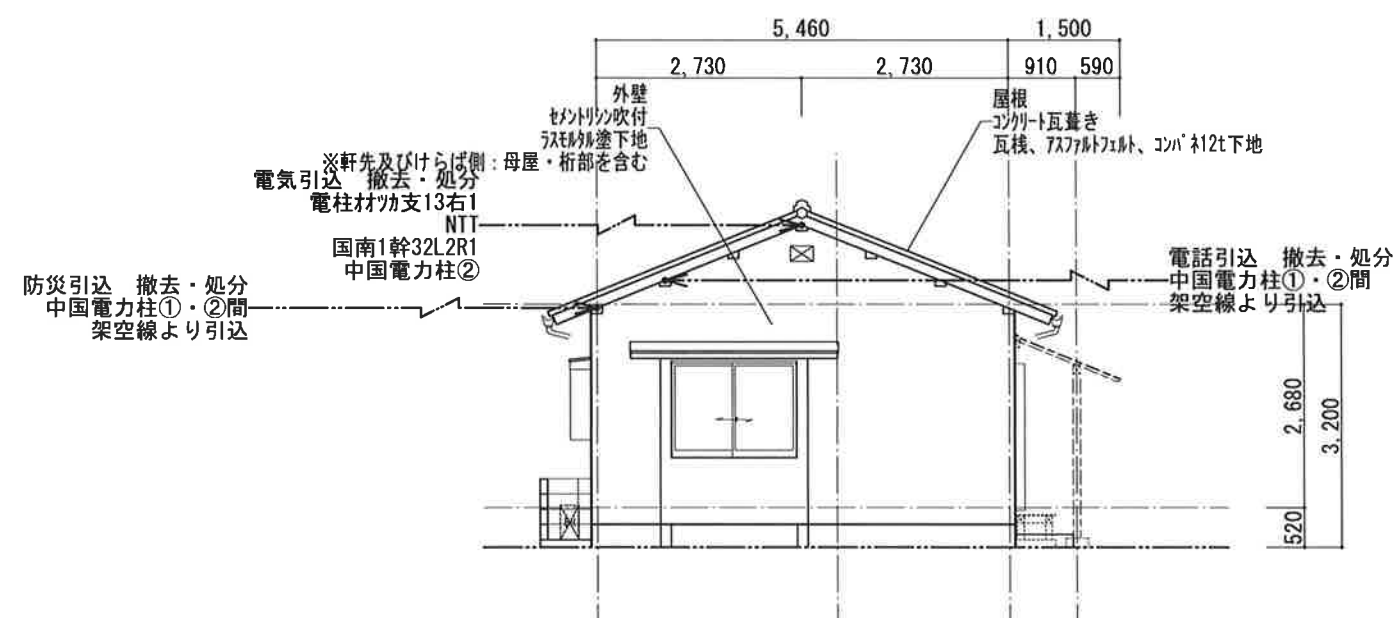 5,460
1,500
2,730
2,730
910
590
外壁
セメントリシン吹付
ラスモルタル塗下地
※軒先及びけらば側：母屋・桁部を含む
屋根
コンクリート瓦葺き
瓦桟、アスファルトフェルト、コンパネ12t下地
電気引込　撤去・処分
電柱オオツカ支13右1
NTT
国南1幹32L2R1
中国電力柱②
防災引込　撤去・処分
中国電力柱①・②間
架空線より引込
電話引込　撤去・処分
中国電力柱①・②間
架空線より引込
2,680
3,200
520